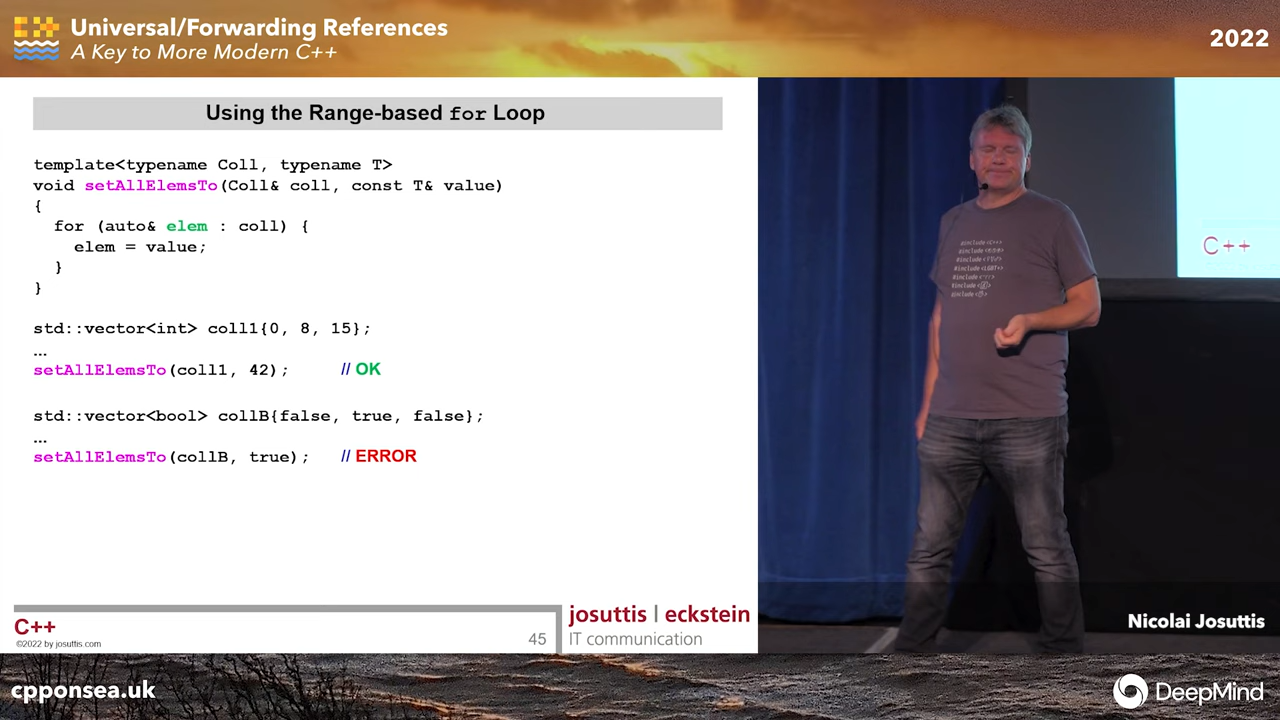 Universal/Forwarding References
A Key to More Modern C++
2022
Using the Range-based for Loop
template<typename Coll, typename T>
void setAllElemsTo(Coll& coll, const T& value)
{
  for (auto& elem : coll) {
    elem = value;
  }
}
std::vector<int> coll1{0, 8, 15};
…
setAllElemsTo(coll1, 42);     // OK
std::vector<bool> collB{false, true, false};
…
setAllElemsTo(collB, true);   // ERROR
C++
©2022 by josuttis.com
45
josuttis | eckstein
IT communication
C++
#include <C++>
Nicolai Josuttis
cpponsea.uk
DeepMind